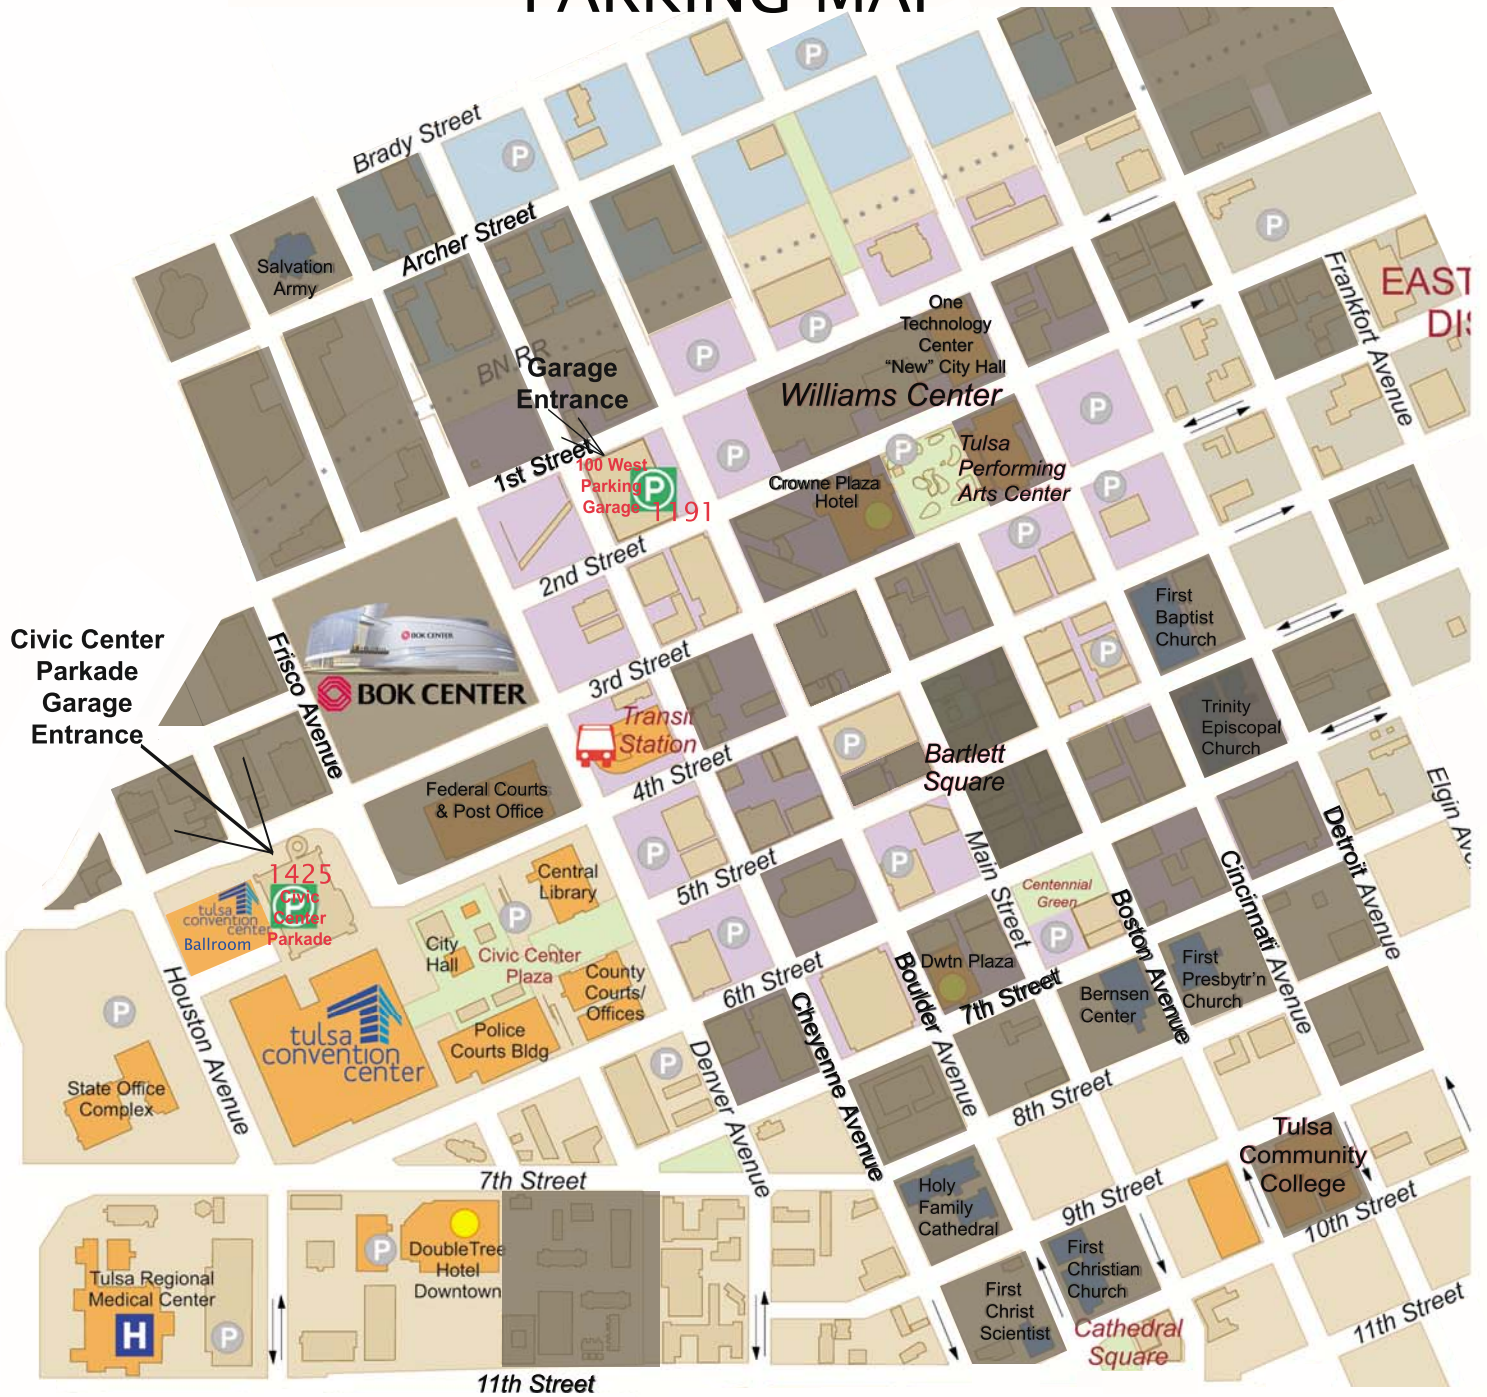 PARKING MAP
Brady Street
P
P
Salvation
Army
Archer Street
P
Frankfort Avenue
EAST
DIS
BN.RR
Garage
Entrance
P
P
One
Technology
Center
"New" City Hall
Williams Center
P
1st Street
100 West
Parking
Garage
P
1191
P
P
Crowne Plaza
Hotel
Tulsa
Performing
Arts Center
P
P
2nd Street
First
Baptist
Church
Civic Center
Parkade
Garage
Entrance
Frisco Avenue
BOK CENTER
BOK CENTER
3rd Street
P
Transit
Station
P
Trinity
Episcopal
Church
Bartlett
Square
4th Street
Federal Courts
& Post Office
Elgin Ave
1425
P
Civic
Center
Parkade
tulsa
convention
center
Ballroom
Central
Library
P
P
5th Street
P
Main Street
Centennial
Green
Boston Avenue
Cincinnati Avenue
Detroit Avenue
City
Hall
Civic Center
Plaza
P
P
County
Courts/
Offices
6th Street
Boulder Avenue
Dwtn Plaza
7th Street
First
Presbytr'n
Church
Bernsen
Center
Houston Avenue
P
tulsa
convention
center
Police
Courts Bldg
P
Denver Avenue
Cheyenne Avenue
State Office
Complex
8th Street
Tulsa
Community
College
7th Street
Holy
Family
Cathedral
9th Street
10th Street
P
DoubleTree
Hotel
Downtown
Tulsa Regional
Medical Center
H
P
First
Christian
Church
First
Christ
Scientist
Cathedral
Square
11th Street
11th Street